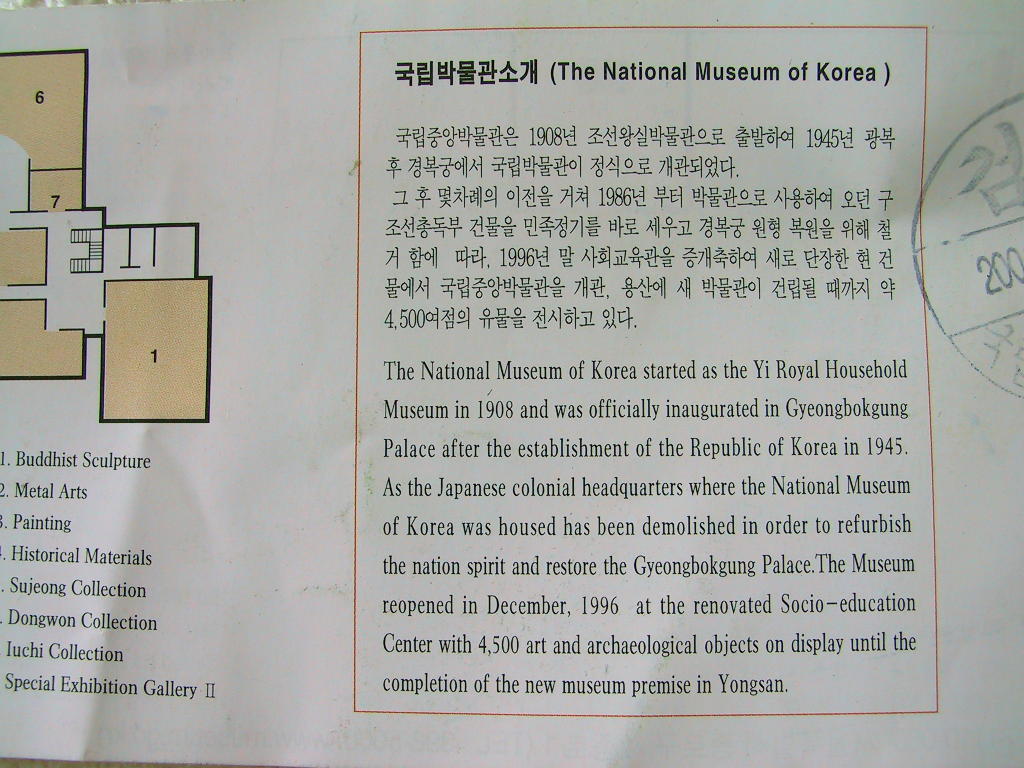 6
7
1
1. Buddhist Sculpture
2. Metal Arts
3. Painting
. Historical Materials
. Sujeong Collection
. Dongwon Collection
Iuchi Collection
Special Exhibition Gallery Ⅱ
국립박물관소개 (The National Museum of Korea )
국립중앙박물관은 1908년 조선왕실박물관으로 출발하여 1945년 광복
후 경복궁에서 국립박물관이 정식으로 개관되었다.
그 후 몇차례의 이전을 거쳐 1986년 부터 박물관으로 사용하여 오던 구
조선총독부 건물을 민족정기를 바로 세우고 경복궁 원형 복원을 위해 철
거 함에 따라, 1996년 말 사회교육관을 증개축하여 새로 단장한 현 건
물에서 국립중앙박물관을 개관, 용산에 새 박물관이 건립될 때까지 약
4,500여점의 유물을 전시하고 있다.
The National Museum of Korea started as the Yi Royal Household
Museum in 1908 and was officially inaugurated in Gyeongbokgung
Palace after the establishment of the Republic of Korea in 1945.
As the Japanese colonial headquarters where the National Museum
of Korea was housed has been demolished in order to refurbish
the nation spirit and restore the Gyeongbokgung Palace.The Museum
reopened in December, 1996 at the renovated Socio-education
Center with 4,500 art and archaeological objects on display until the
completion of the new museum premise in Yongsan.
검
200